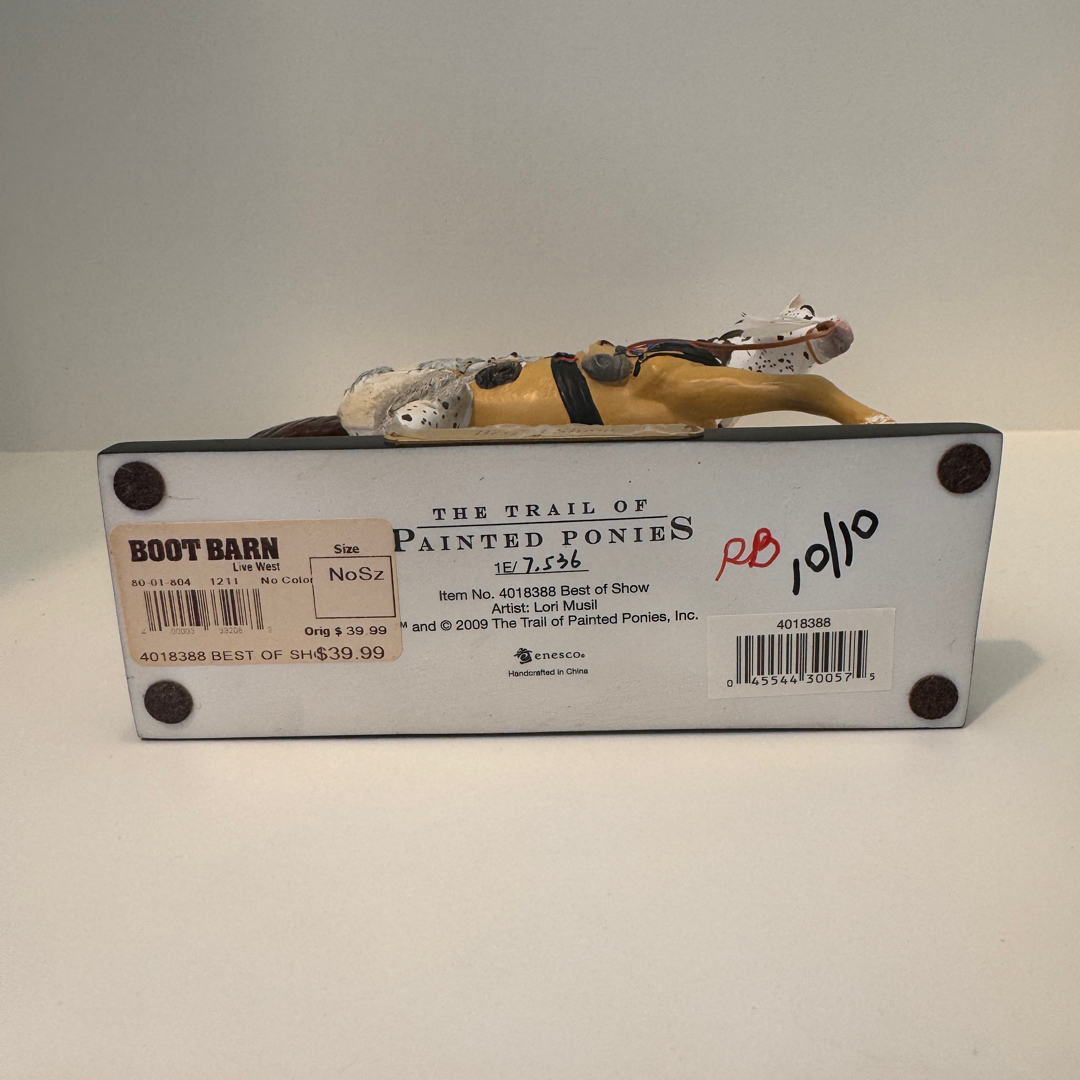 THE TRAIL OF
PAINTED PONIES
1E/7.536
Item No. 4018388 Best of Show
Artist: Lori Musil
™ and © 2009 The Trail of Painted Ponies, Inc.
enesco®
Handcrafted in China
BOOT BARN
Live West
80-01-804 1211 No Color
Size
NoSz
Orig $ 39.99
4018388 BEST OF SH $39.99
RB
10/10
4018388
0 45544 30057 5